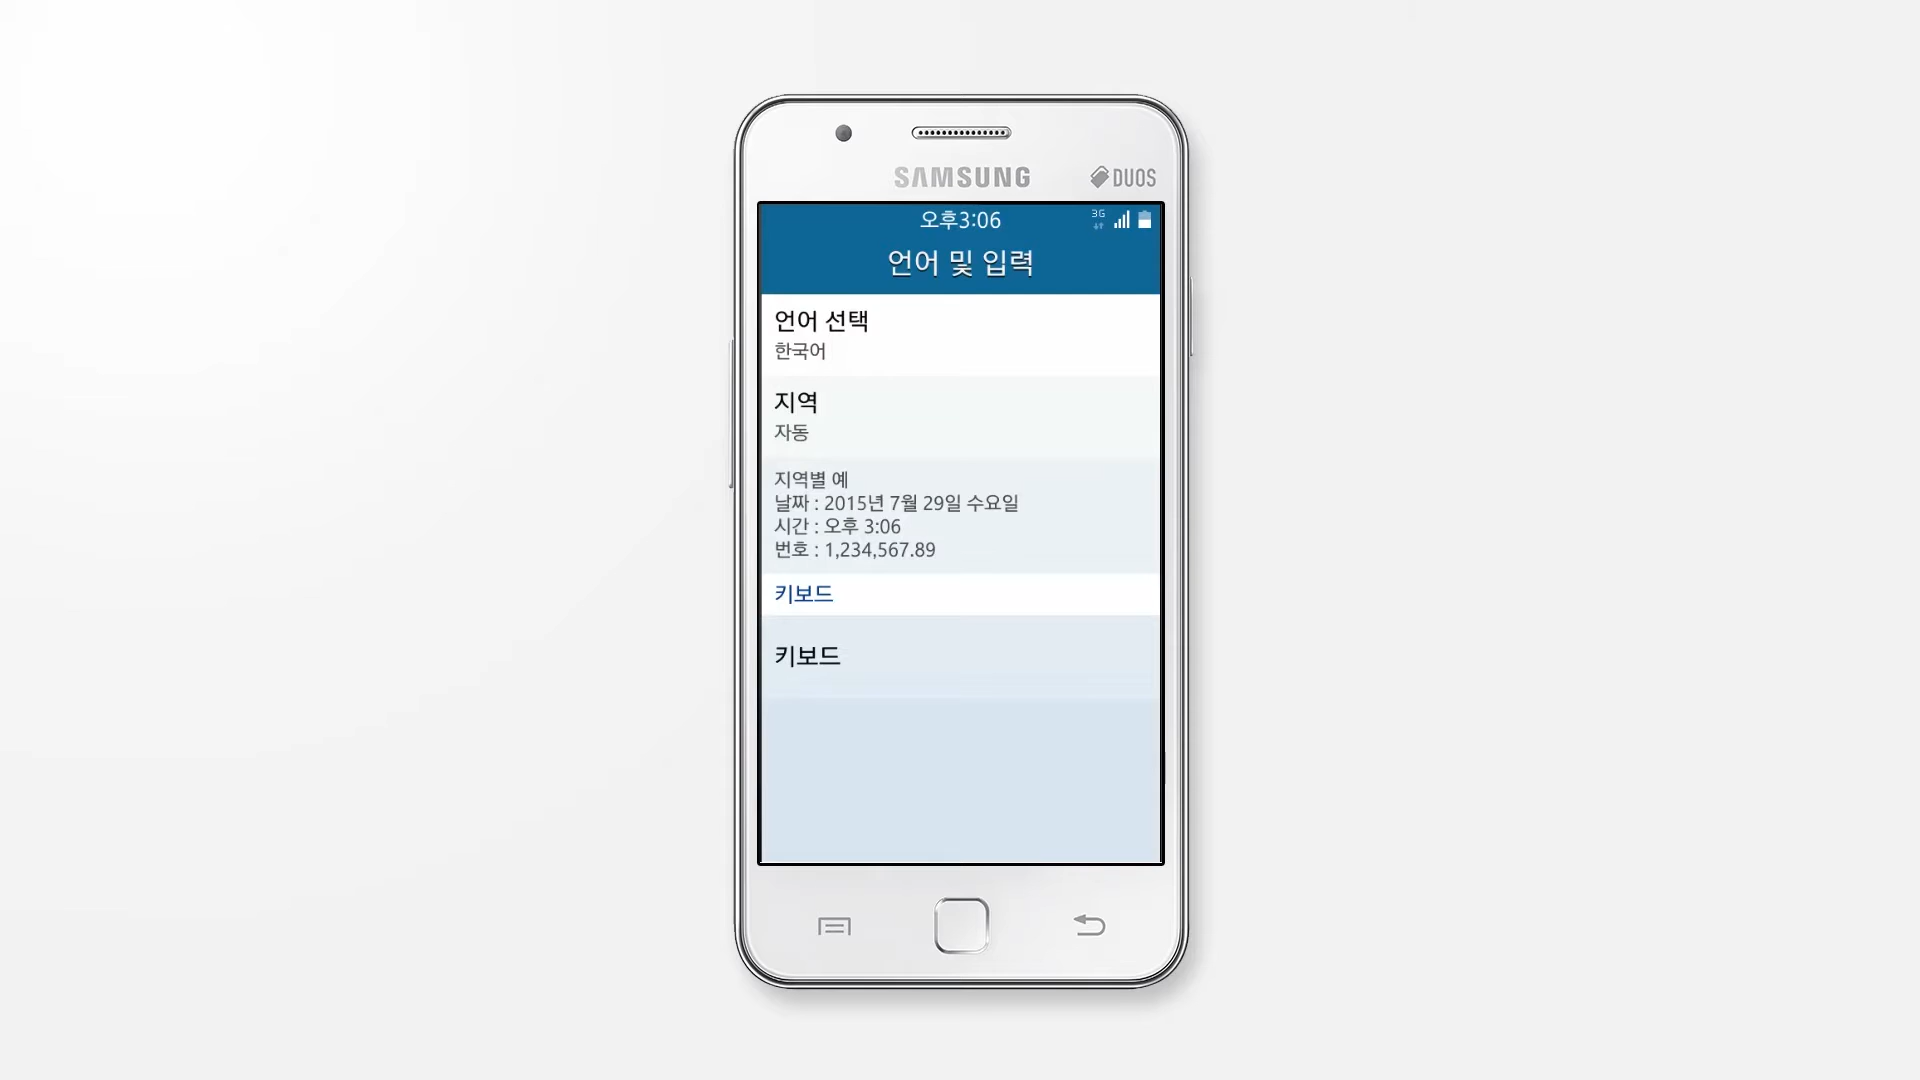 SAMSUNG
DUOS
오후3:06
3G
언어 및 입력
언어 선택
한국어
지역
자동
지역별 예
날짜 : 2015년 7월 29일 수요일
시간 : 오후 3:06
번호 : 1,234,567.89
키보드
키보드